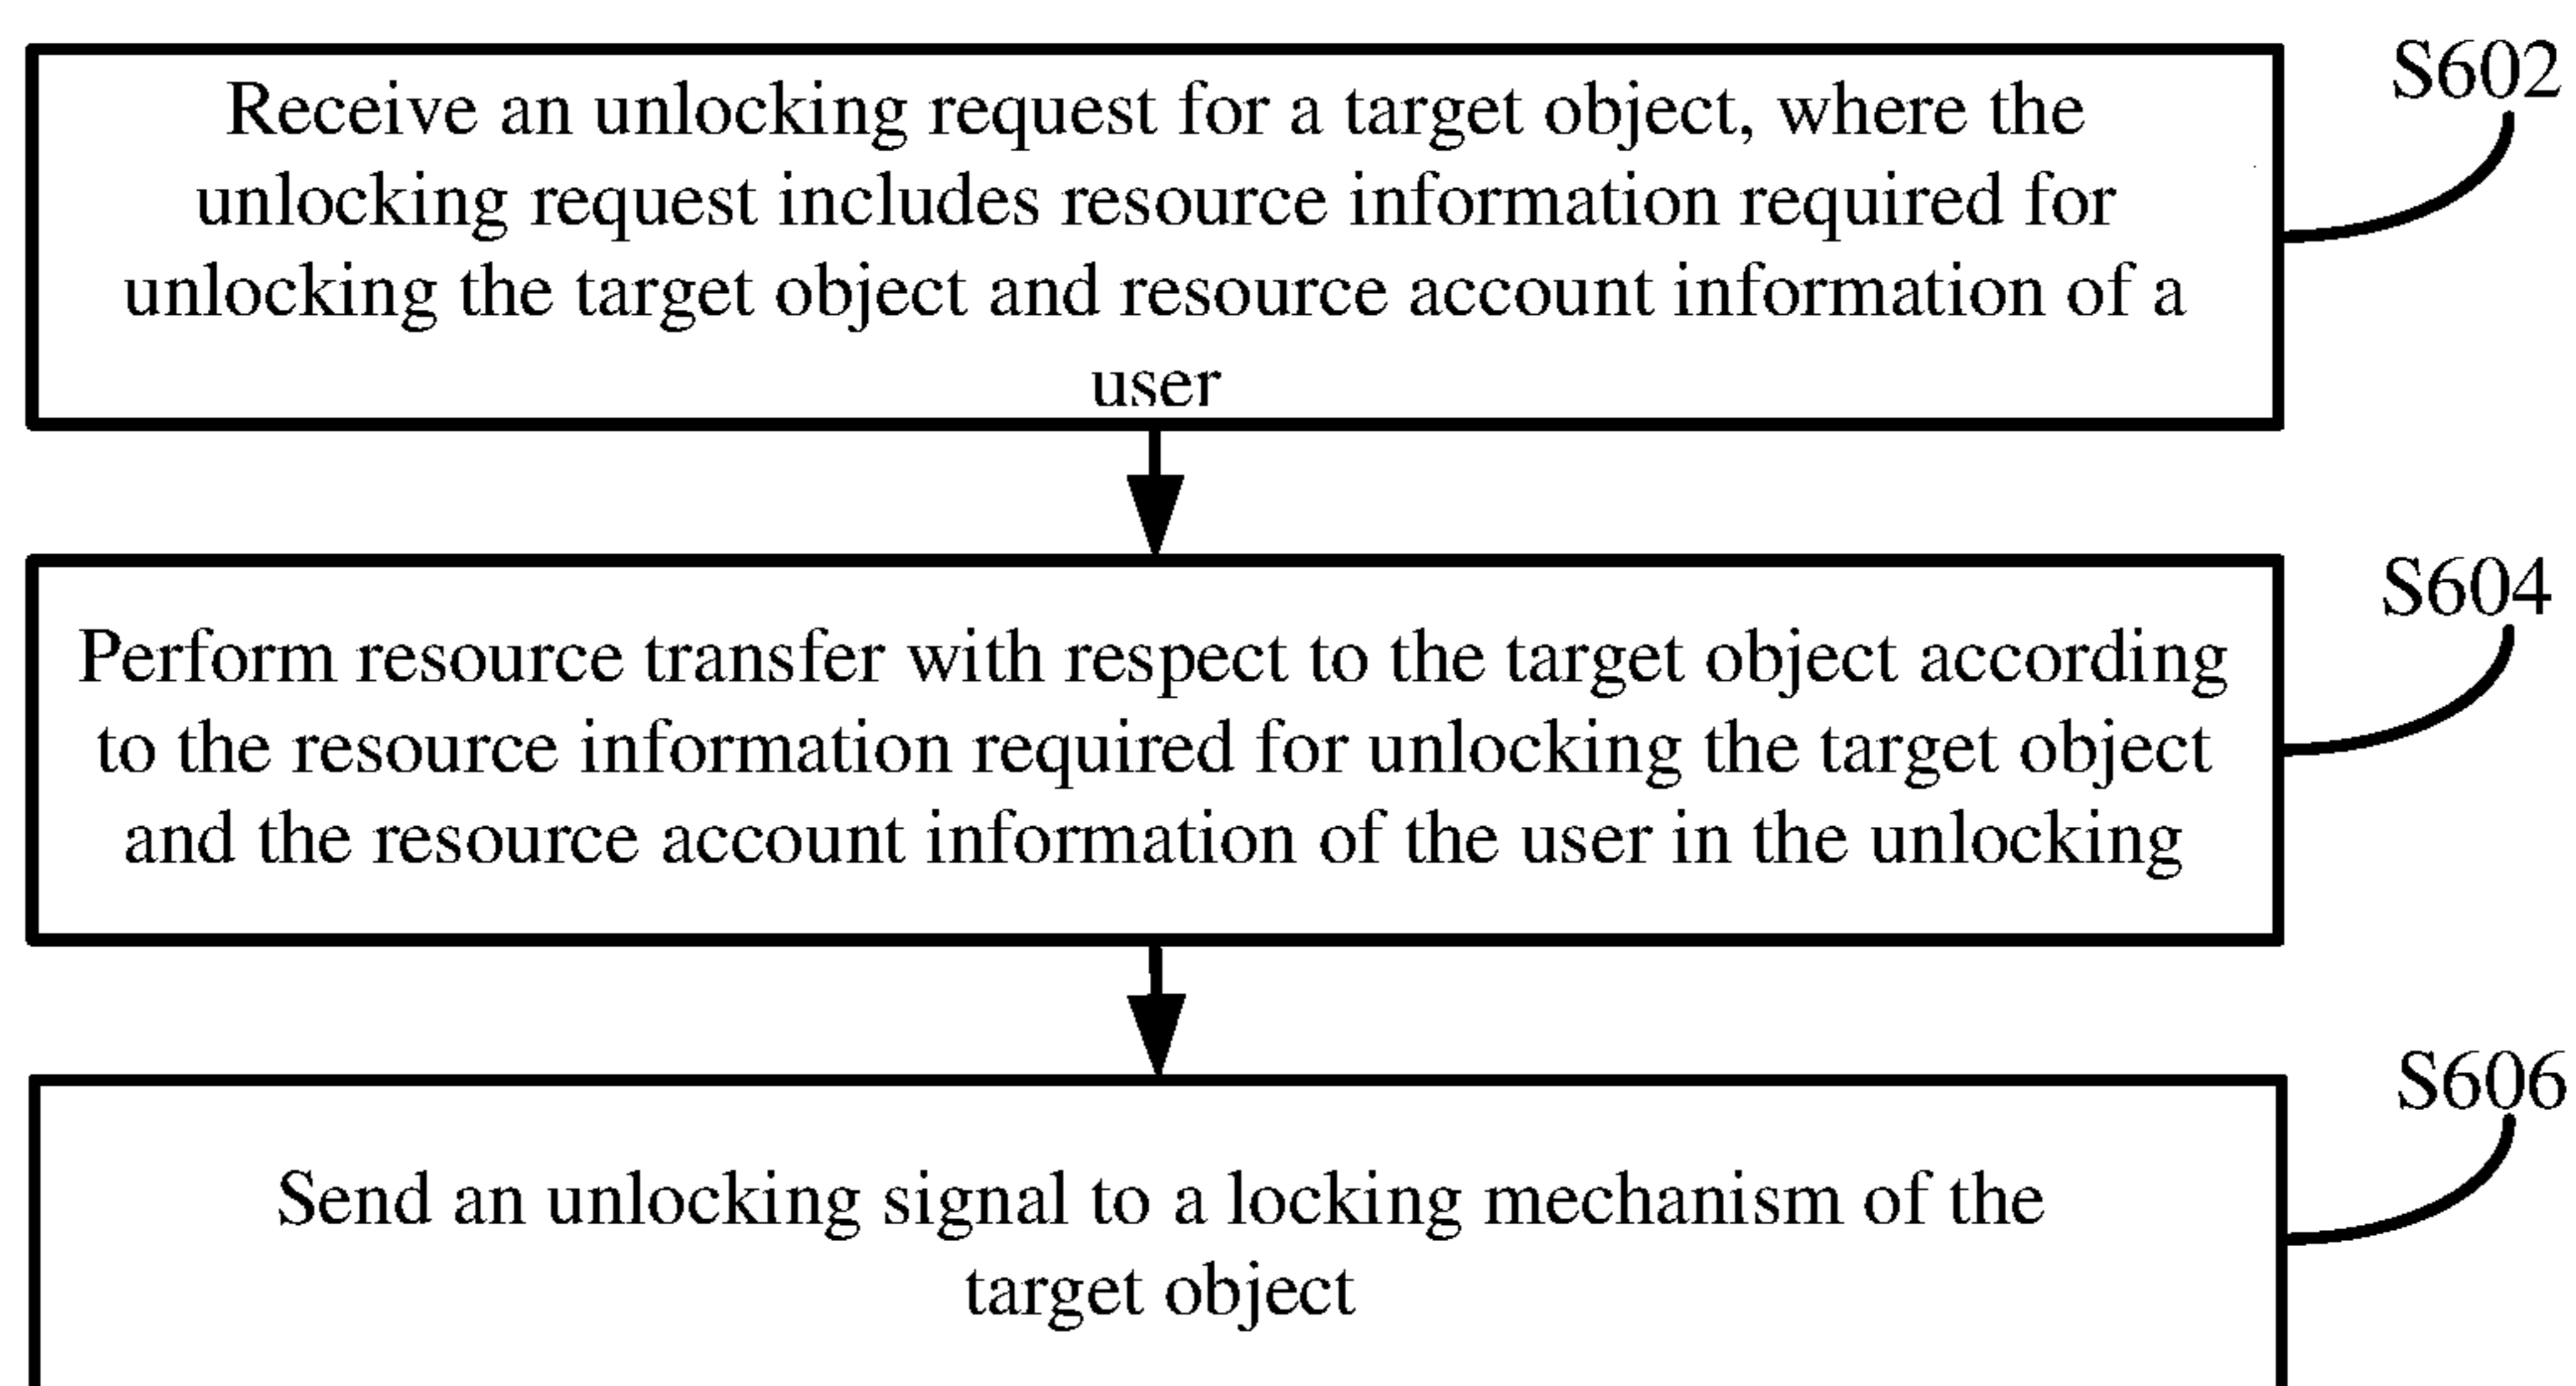 S602
Receive an unlocking request for a target object, where the
unlocking request includes resource information required for
unlocking the target object and resource account information of a
user
S604
Perform resource transfer with respect to the target object according
to the resource information required for unlocking the target object
and the resource account information of the user in the unlocking
S606
Send an unlocking signal to a locking mechanism of the
target object